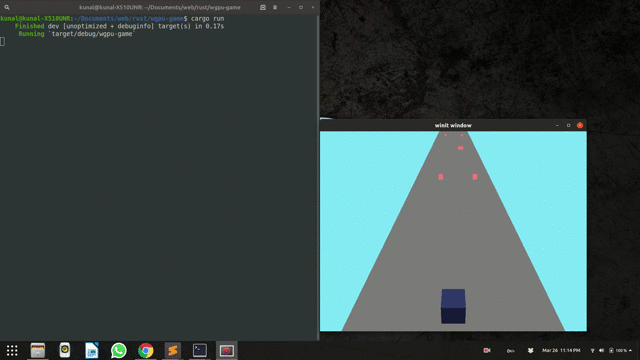 kunal@kunal-X510UNR: ~/Documents/web/rust/wgpu-game
kunal@kunal-X510UNR:~/Documents/web/rust/wgpu-game$ cargo run
Finished dev [unoptimized + debuginfo] target(s) in 0.17s
Running `target/debug/wgpu-game`
winit window
Mar 26 11:14 PM
100 %